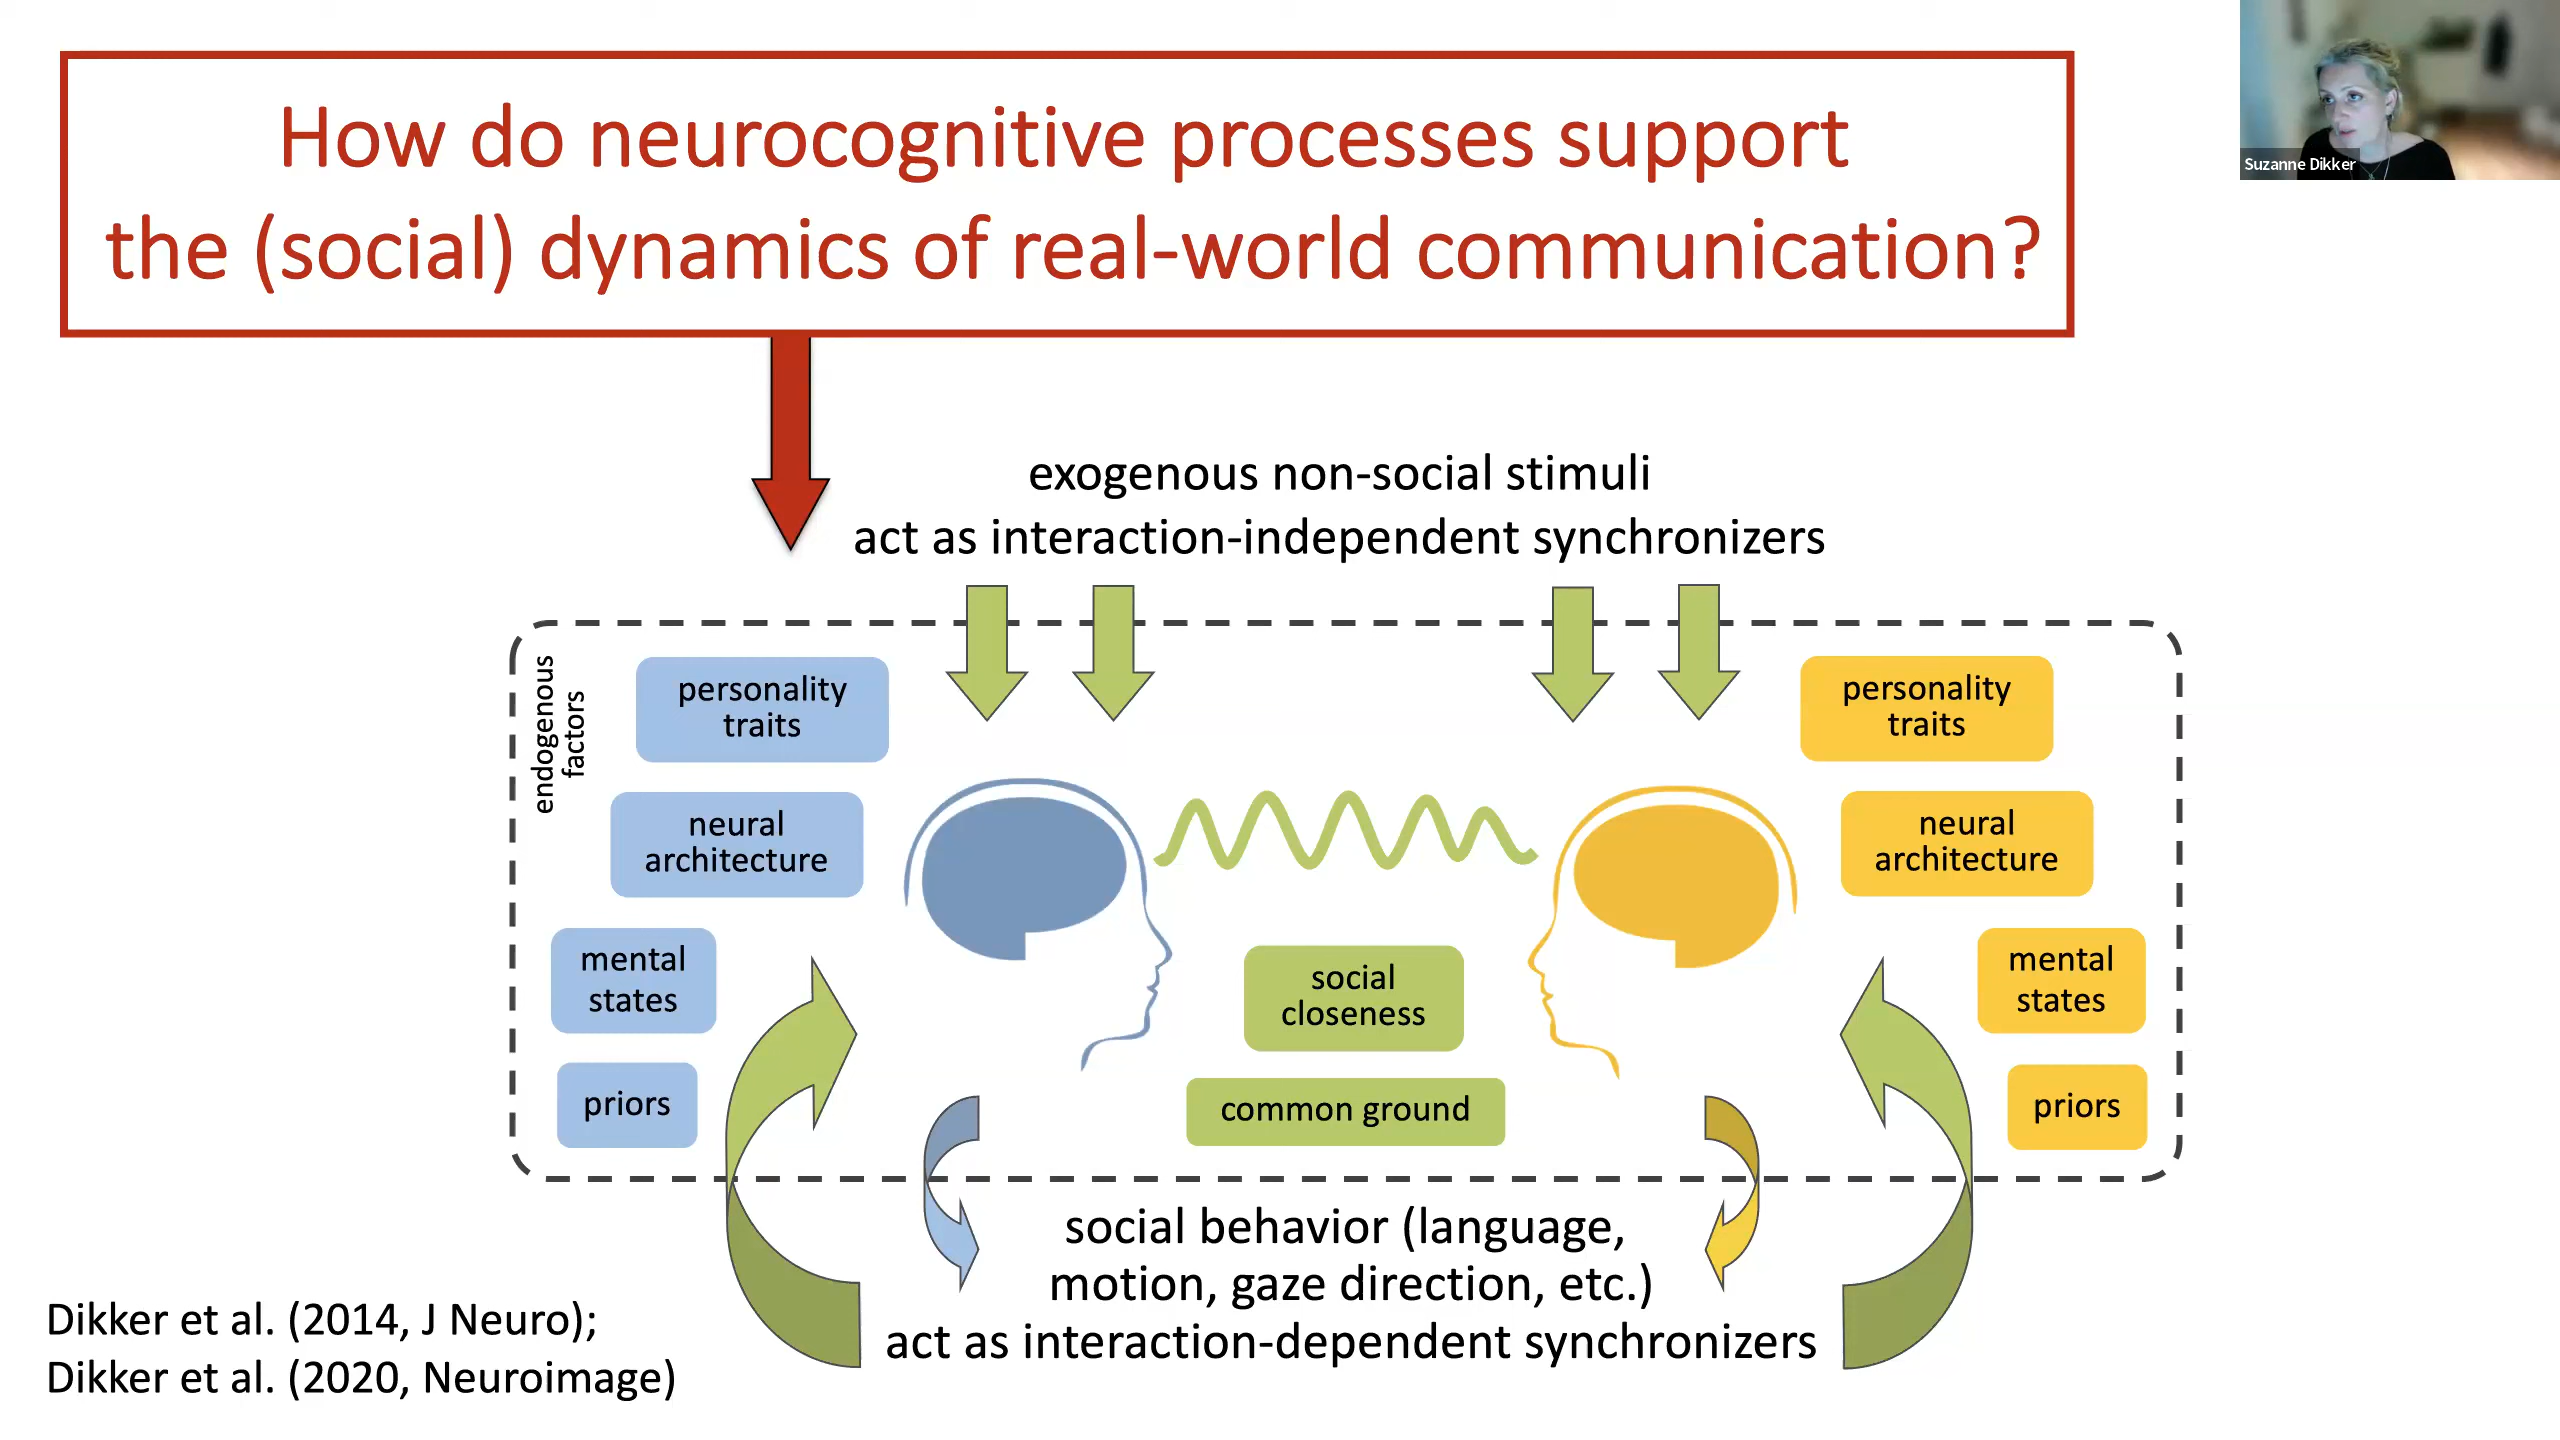 How do neurocognitive processes support
the (social) dynamics of real-world communication?
Suzanne Dikker
exogenous non-social stimuli
act as interaction-independent synchronizers
endogenous
factors
personality
traits
neural
architecture
mental
states
priors
social
closeness
common ground
personality
traits
neural
architecture
mental
states
priors
social behavior (language,
motion, gaze direction, etc.)
act as interaction-dependent synchronizers
Dikker et al. (2014, J Neuro);
Dikker et al. (2020, Neuroimage)